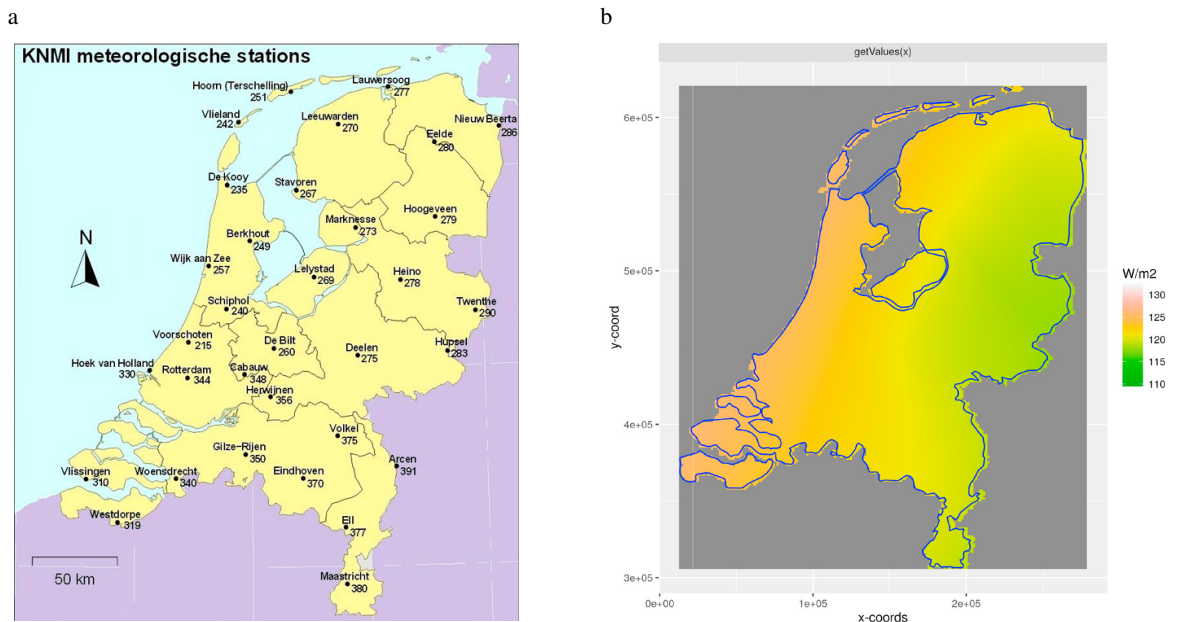 a
KNMI meteorologische stations
Lauwersoog
277
Hoorn (Terschelling)
251
Vlieland
242
Leeuwarden
270
Nieuw Beerta
286
Eelde
280
De Kooy
235
Stavoren
267
Hoogeveen
279
Marknesse
273
Berkhout
249
N
Wijk aan Zee
257
Lelystad
269
Heino
278
Schiphol
240
Twenthe
290
Voorschoten
215
De Bilt
260
Deelen
275
Hupsel
283
Hoek van Holland
330
Rotterdam
344
Cabauw
348
Herwijnen
356
Volkel
375
Gilze-Rijen
350
Arcen
391
Vlissingen
310
Woensdrecht
340
Eindhoven
370
Westdorpe
319
Ell
377
50 km
Maastricht
380
b
getValues(x)
6e+05
5e+05
4e+05
3e+05
y-coord
0e+00
1e+05
2e+05
x-coords
W/m2
130
125
120
115
110